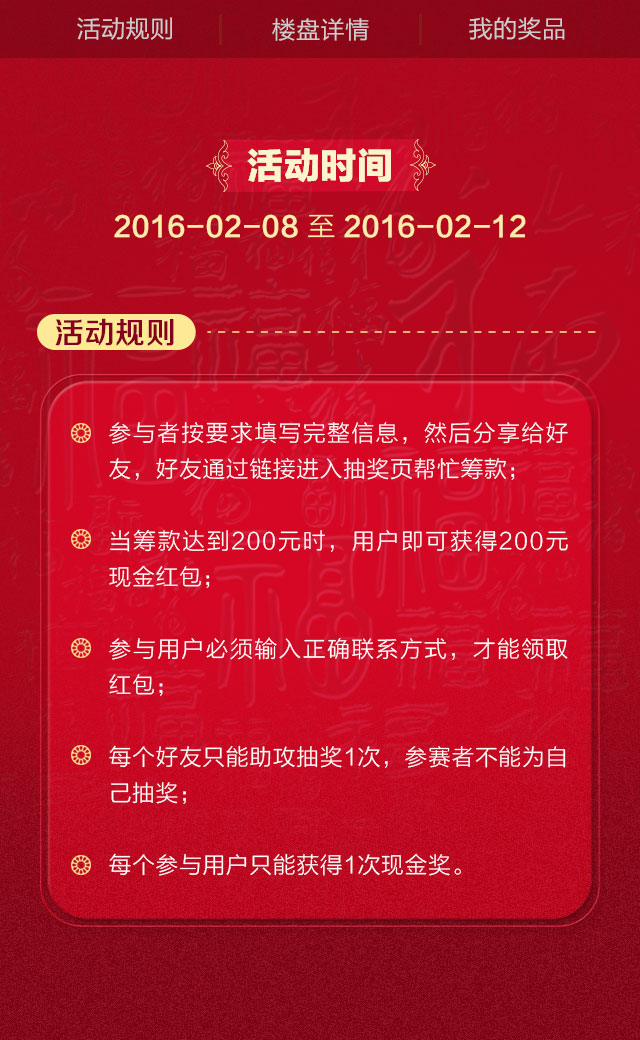 活动规则
楼盘详情
我的奖品
活动时间
2016-02-08 至 2016-02-12
活动规则
参与者按要求填写完整信息，然后分享给好
友，好友通过链接进入抽奖页帮忙筹款；
当筹款达到200元时，用户即可获得200元
现金红包；
参与用户必须输入正确联系方式，才能领取
红包；
每个好友只能助攻抽奖1次，参赛者不能为自
己抽奖；
每个参与用户只能获得1次现金奖。